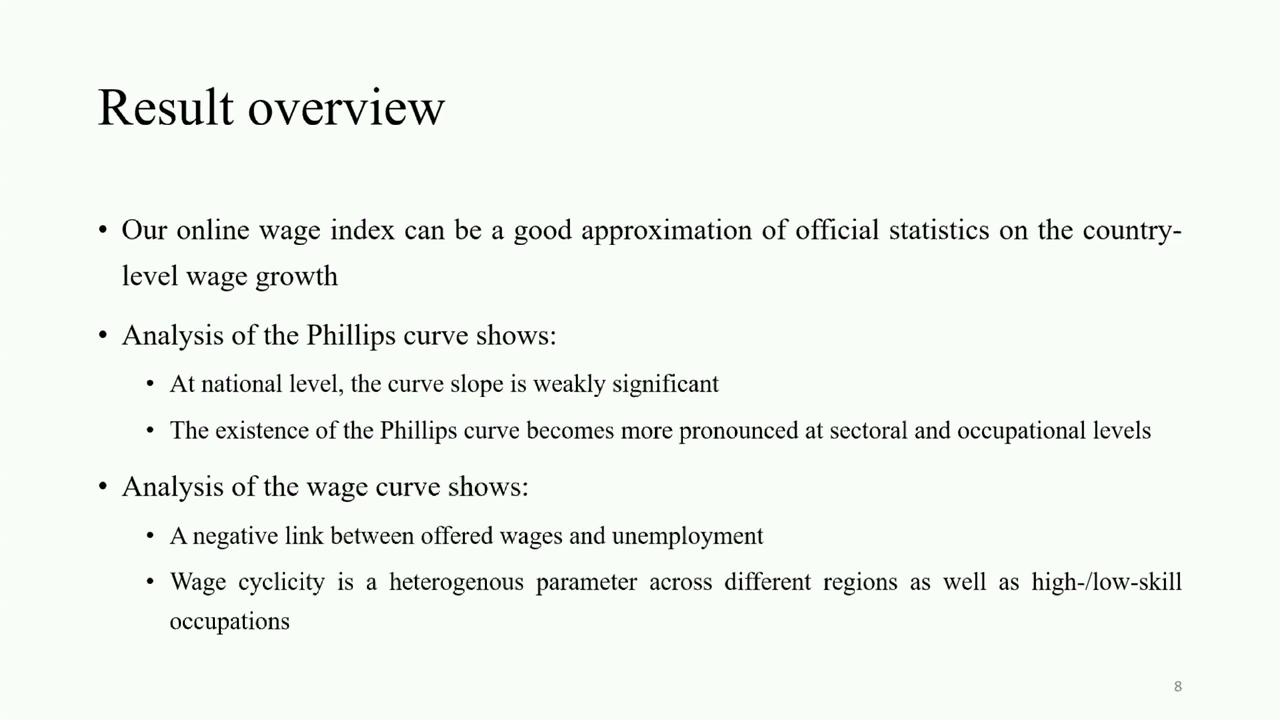 Result overview
• Our online wage index can be a good approximation of official statistics on the country-
level wage growth
• Analysis of the Phillips curve shows:
• At national level, the curve slope is weakly significant
• The existence of the Phillips curve becomes more pronounced at sectoral and occupational levels
• Analysis of the wage curve shows:
• A negative link between offered wages and unemployment
• Wage cyclicity is a heterogenous parameter across different regions as well as high-/low-skill
occupations
8